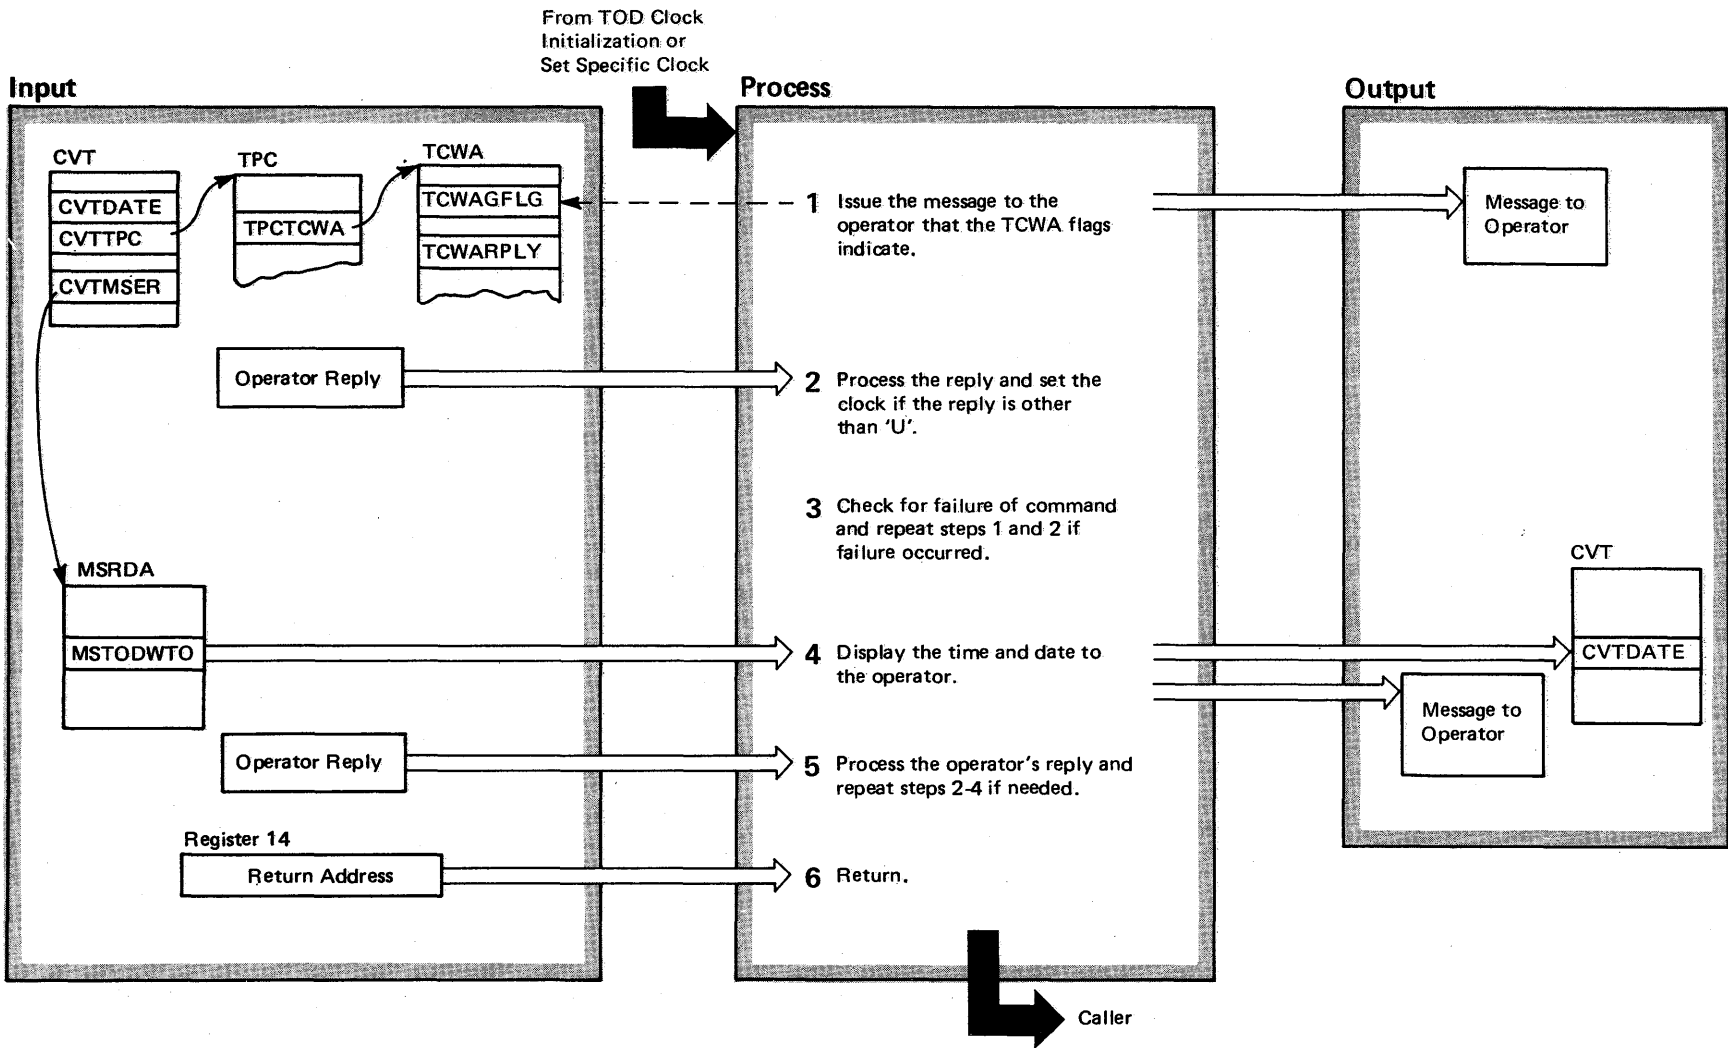 From TOD Clock
Initialization or
Set Specific Clock
Input
Process
Output
CVT
CVTDATE
CVTTPC
CVTMSER
TPC
TPCTCWA
TCWA
TCWAGFLG
TCWARPLY
1 Issue the message to the
operator that the TCWA flags
indicate.
Message to
Operator
Operator Reply
2 Process the reply and set the
clock if the reply is other
than 'U'.
3 Check for failure of command
and repeat steps 1 and 2 if
failure occurred.
MSRDA
MSTODWTO
4 Display the time and date to
the operator.
CVT
CVTDATE
Message to
Operator
Operator Reply
5 Process the operator's reply and
repeat steps 2-4 if needed.
Register 14
Return Address
6 Return.
Caller